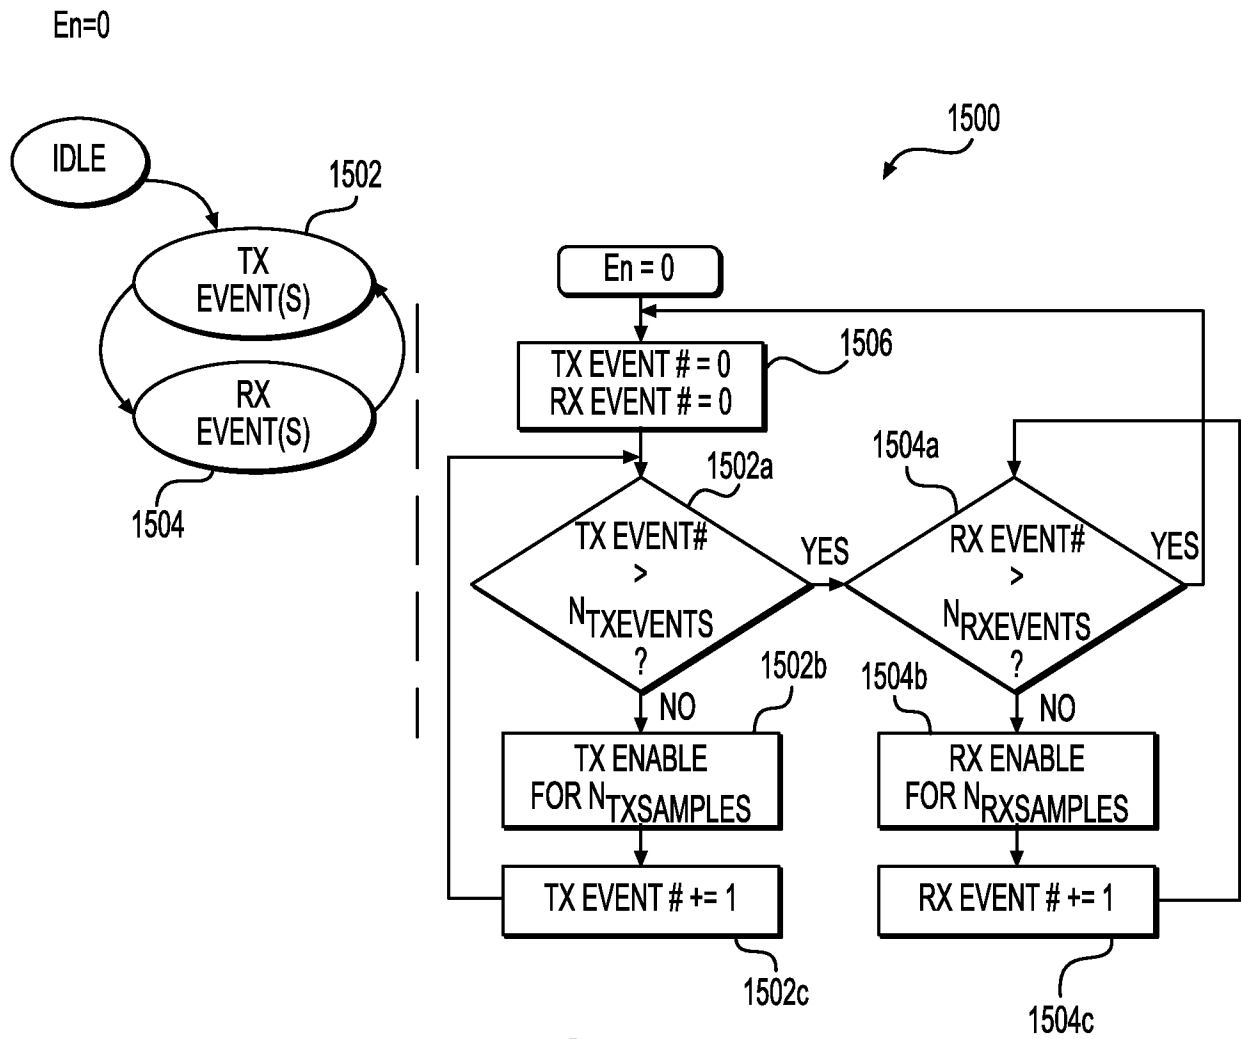 En=0
1500
IDLE
1502
TX
EVENT(S)
RX
EVENT(S)
1504
En = 0
1506
TX EVENT # = 0
RX EVENT # = 0
1502a
TX EVENT#
>
NTXEVENTS
?
YES
NO
1504a
RX EVENT#
>
NRXEVENTS
?
YES
NO
1502b
TX ENABLE
FOR NTXSAMPLES
1504b
RX ENABLE
FOR NRXSAMPLES
TX EVENT # += 1
1502c
RX EVENT # += 1
1504c